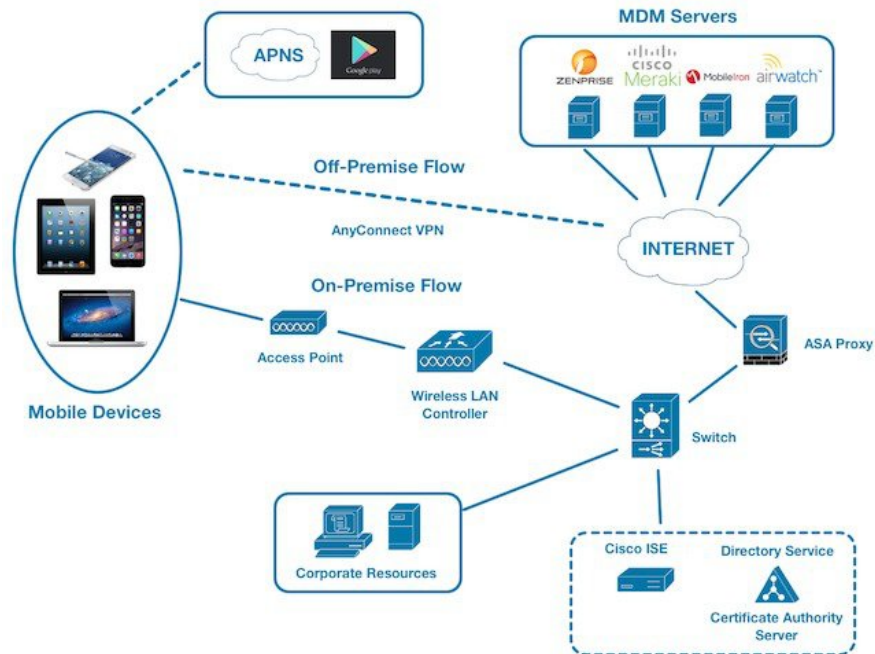 MDM Servers
APNS
Google play
ZENPRISE
CISCO
Meraki
MobileIron
airwatch
Off-Premise Flow
AnyConnect VPN
INTERNET
On-Premise Flow
Access Point
ASA Proxy
Wireless LAN
Controller
Mobile Devices
Switch
Corporate Resources
Cisco ISE
Directory Service
Certificate Authority
Server